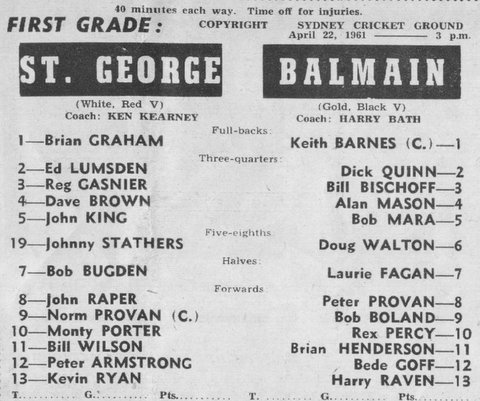 40 minutes each way. Time off for injuries.
FIRST GRADE: COPYRIGHT SYDNEY CRICKET GROUND
April 22, 1961 ——— 3 p.m.
ST. GEORGE BALMAIN
(White, Red V) (Gold, Black V)
Coach: KEN KEARNEY Coach: HARRY BATH
Full-backs:
1—Brian GRAHAM Keith BARNES (C.)—1
Three-quarters:
2—Ed LUMSDEN Dick QUINN—2
3—Reg GASNIER Bill BISCHOFF—3
4—Dave BROWN Alan MASON—4
5—John KING Bob MARA—5
Five-eighths:
19—Johnny STATHERS Doug WALTON—6
Halves:
7—Bob BUGDEN Laurie FAGAN—7
Forwards:
8—John RAPER Peter PROVAN—8
9—Norm PROVAN (C.) Bob BOLAND—9
10—Monty PORTER Rex PERCY—10
11—Bill WILSON Brian HENDERSON—11
12—Peter ARMSTRONG Bede GOFF—12
13—Kevin RYAN Harry RAVEN—13
T.......... G.......... Pts.......... T.......... G.......... Pts..........